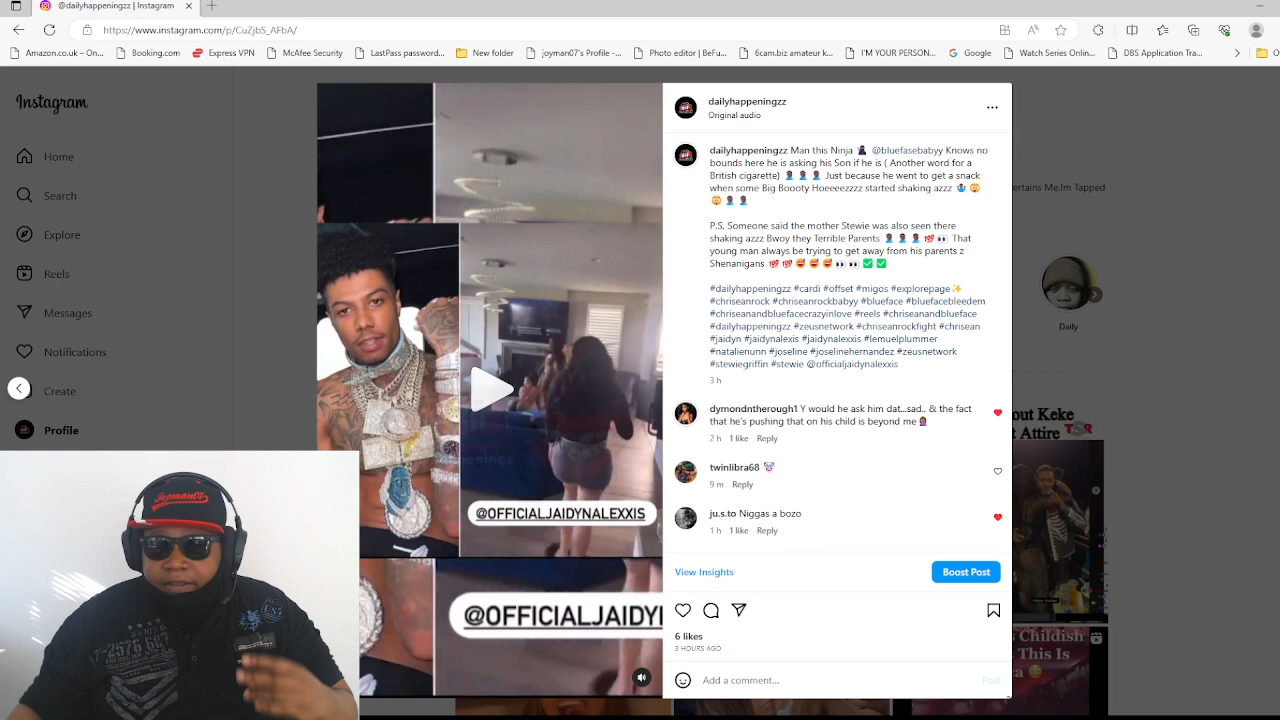 @dailyhappeningzz | Instagram
https://www.instagram.com/p/CuZjbS_AFbA/
Amazon.co.uk – On...
Booking.com
Express VPN
McAfee Security
LastPass password...
New folder
joyman07's Profile -...
Photo editor | BeFu...
6cam.biz amateur k...
I'M YOUR PERSON...
Google
Watch Series Onlin...
DBS Application Tra...
Instagram
Home
Search
Explore
Reels
Messages
Notifications
Create
Profile
dailyhappeningzz
Original audio
dailyhappeningzz Man this Ninja 🥷🏿 @bluefasebabyy Knows no
bounds here he is asking his Son if he is ( Another word for a
British cigarette) 🤦🏿‍♂️ 🤦🏿‍♂️ 🤦🏿‍♂️ Just because he went to get a snack
when some Big Boooty Hoeeeezzzz started shaking azzz 🤷🏿‍♂️ 😳
😳 🤦🏿‍♂️ 🤦🏿‍♂️
P.S, Someone said the mother Stewie was also seen there
shaking azzz Bwoy they Terrible Parents 🤦🏿‍♂️ 🤦🏿‍♂️ 🤦🏿‍♂️ 💯 👀 That
young man always be trying to get away from his parents z
Shenanigans 💯 💯 😅 😅 😅 👀 👀 ✅ ✅
#dailyhappeningzz #cardi #offset #migos #explorepage✨
#chriseanrock #chriseanrockbabyy #blueface #bluefacebleedem
#chriseanandbluefacecrazyinlove #reels #chriseanandblueface
#dailyhappeningzz #zeusnetwork #chriseanrockfight #chrisean
#jaidyn #jaidynalexis #jaidynalexxis #lemuelplummer
#natalienunn #joseline #joselinehernandez #zeusnetwork
#stewiegriffin #stewie @officialjaidynalexxis
3 h
dymondntherough1 Y would he ask him dat...sad.. & the fact
that he's pushing that on his child is beyond me🤦🏽‍♀️
2 h 1 like Reply
twinlibra68 🤡
9 m Reply
ju.s.to Niggas a bozo
1 h 1 like Reply
View Insights
Boost Post
6 likes
3 HOURS AGO
Add a comment...
Post
@OFFICIALJAIDYNALEXXIS
@OFFICIALJAIDY
Joyman07
ertains Me.Im Tapped
Daily
out Keke
t Attire
TSR
s Childish
This Is
a